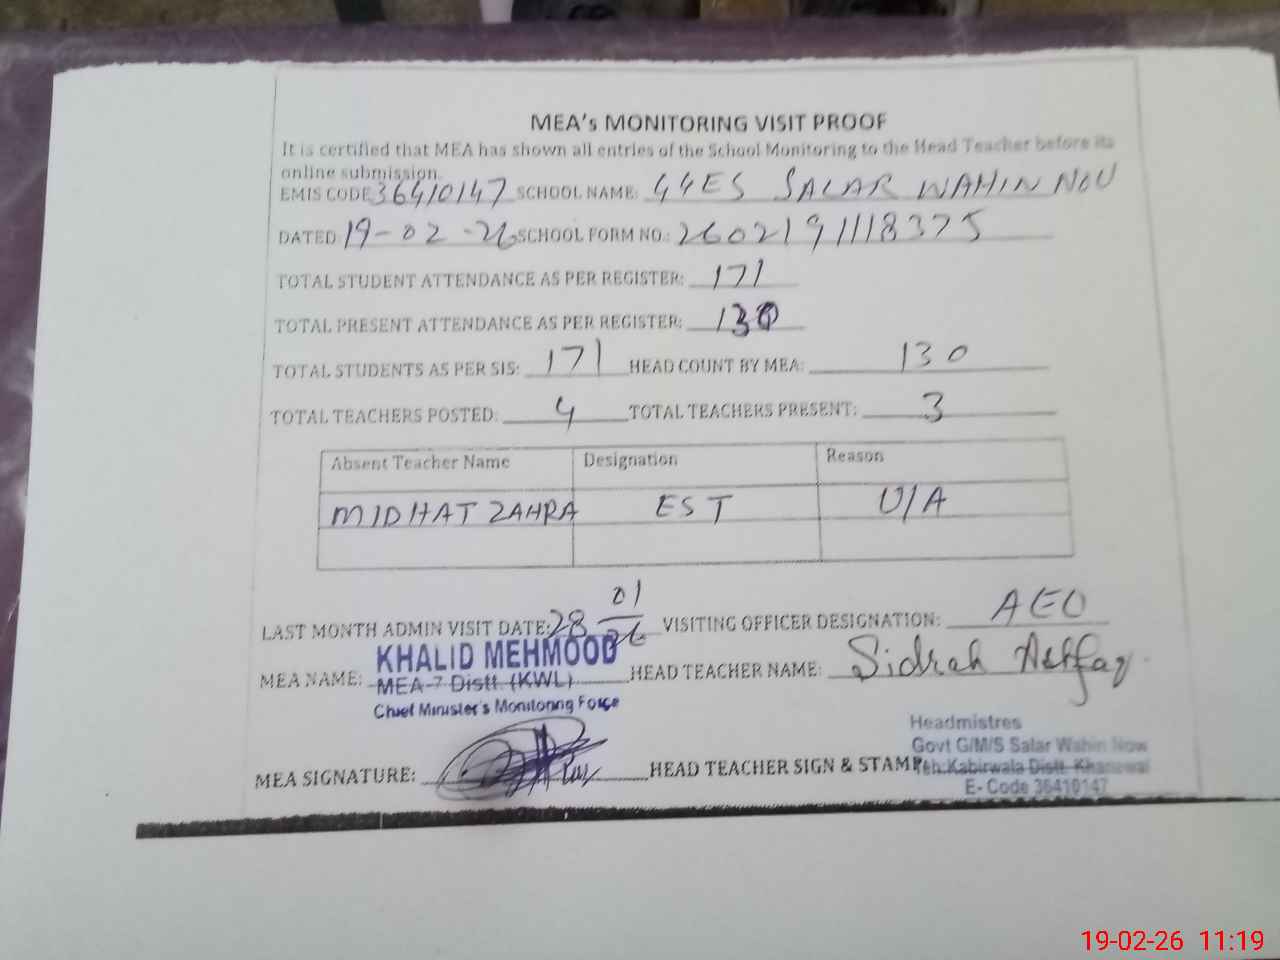 MEA's MONITORING VISIT PROOF
It is certified that MEA has shown all entries of the School Monitoring to the Head Teacher before its
online submission.
EMIS CODE 36410147 SCHOOL NAME: GGES SALAR WAHIN NOU
DATED: 19-02-26 SCHOOL FORM NO.: 2602191118375
TOTAL STUDENT ATTENDANCE AS PER REGISTER: 171
TOTAL PRESENT ATTENDANCE AS PER REGISTER: 130
TOTAL STUDENTS AS PER SIS: 171 HEAD COUNT BY MEA: 130
TOTAL TEACHERS POSTED: 4 TOTAL TEACHERS PRESENT: 3
Absent Teacher Name Designation Reason
MIDHAT ZAHRA EST U/A
LAST MONTH ADMIN VISIT DATE: 28 01/26 VISITING OFFICER DESIGNATION: AEO
MEA NAME: KHALID MEHMOOD HEAD TEACHER NAME: Sidrah Ashfaq
MEA-7 Distt. (KWL)
Chief Minister's Monitoring Force
MEA SIGNATURE: HEAD TEACHER SIGN & STAMP
Headmistres
Govt G/M/S Salar Wahin Now
Teh:Kabirwala Distt. Khanewal
E- Code 36410147
19-02-26 11:19